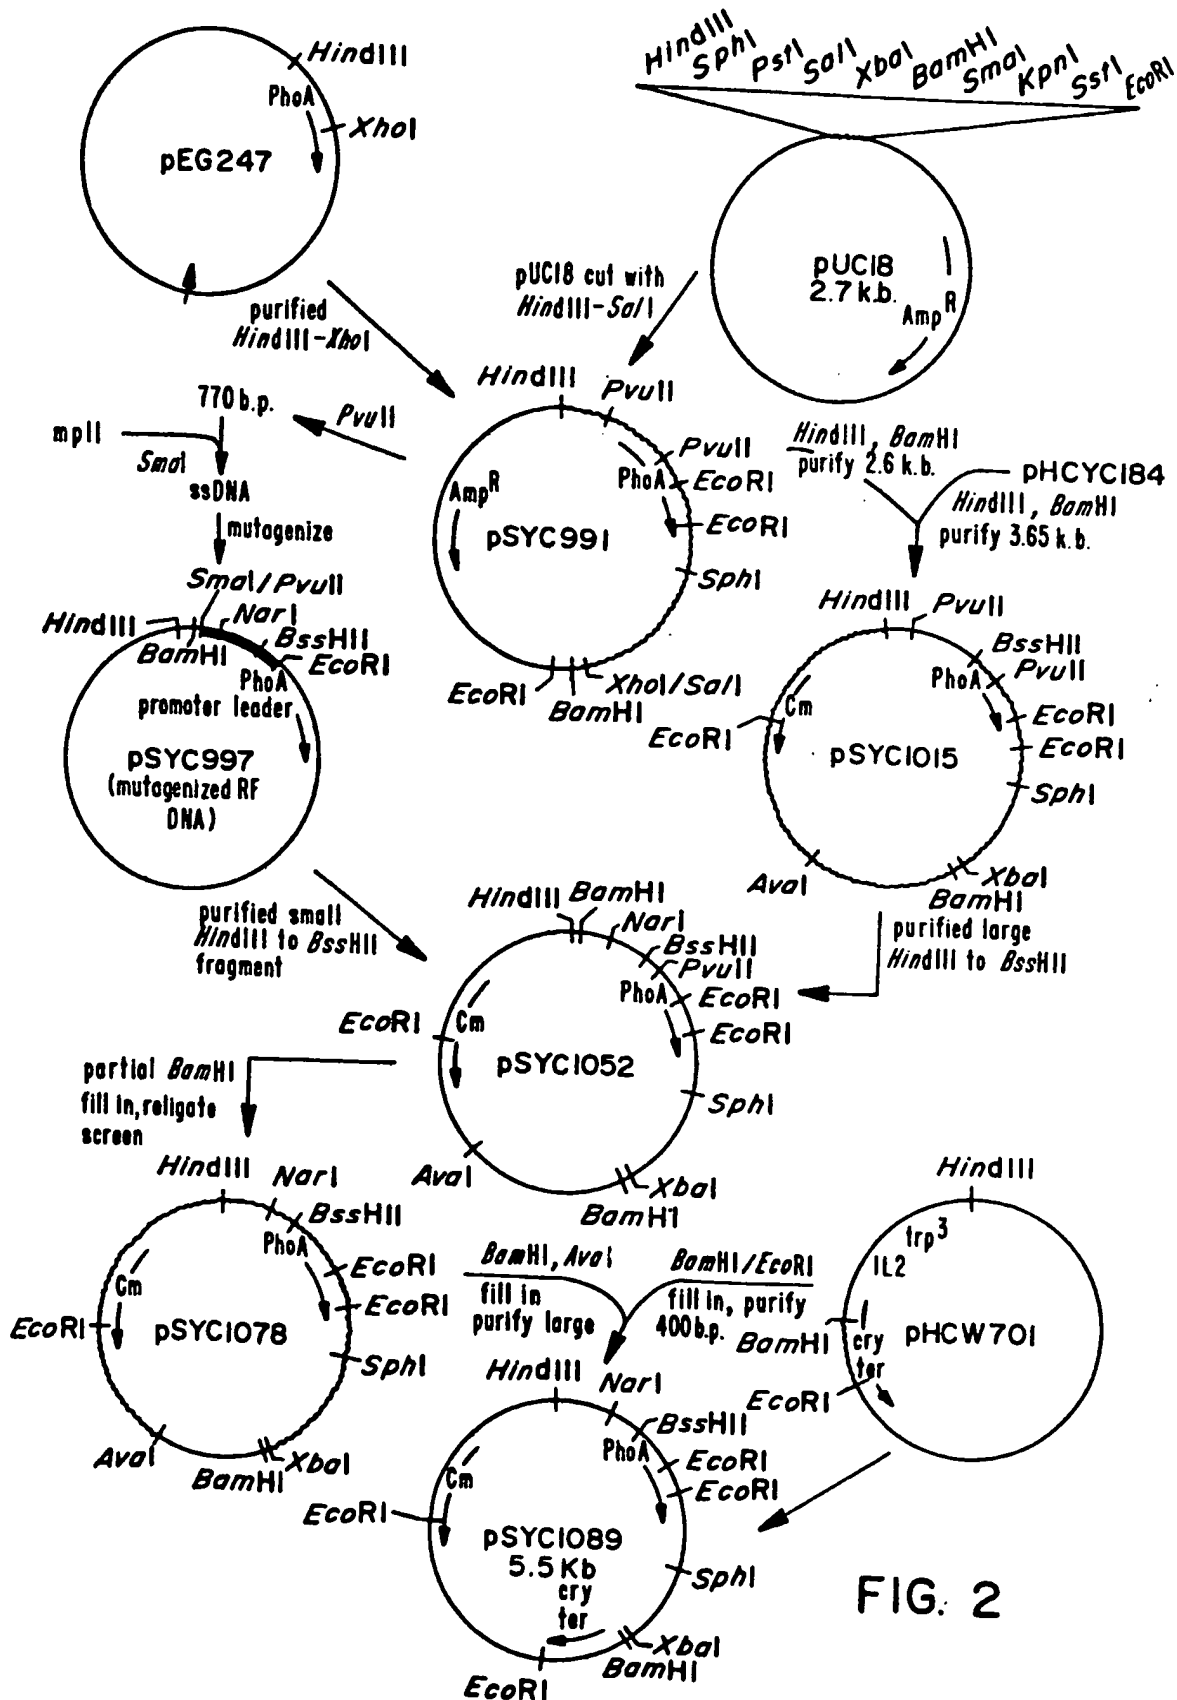 HindIII
PhoA
XhoI
pEG247
HindIII
SphI
PstI
SalI
XbaI
BamHI
SmaI
KpnI
SstI
EcoRI
pUC18
2.7 k.b.
Amp R
purified
HindIII-XhoI
pUC18 cut with
HindIII-SalI
770 b.p.
PvuII
mp11
SmaI
ssDNA
mutagenize
HindIII
PvuII
PvuII
PhoA
EcoRI
EcoRI
AmpR
pSYC991
SphI
EcoRI
BamHI
XhoI/SalI
HindIII, BamHI
purify 2.6 k.b.
pHCYC184
HindIII, BamHI
purify 3.65 k.b.
SmaI/PvuII
HindIII
NarI
BamHI
BssHII
EcoRI
PhoA
promoter leader
pSYC997
(mutagenized RF
DNA)
HindIII
PvuII
BssHII
PhoA
PvuII
Cm
EcoRI
EcoRI
EcoRI
pSYC1015
SphI
AvaI
XbaI
BamHI
purified small
HindIII to BssHII
fragment
purified large
HindIII to BssHII
HindIII
BamHI
NarI
BssHII
PvuII
PhoA
EcoRI
EcoRI
EcoRI
Cm
pSYC1052
SphI
AvaI
XbaI
BamH1
partial BamHI
fill in, religate
screen
HindIII
NarI
BssHII
PhoA
EcoRI
EcoRI
Cm
EcoRI
pSYC1078
SphI
AvaI
BamHI
XbaI
BamHI, AvaI
fill in
purify large
BamHI/EcoRI
fill in, purify
400 b.p.
HindIII
trp3
IL2
BamHI
cry
ter
pHCW701
EcoRI
HindIII
NarI
BssHII
PhoA
EcoRI
EcoRI
Cm
EcoRI
pSYC1089
5.5 Kb
cry
ter
SphI
XbaI
BamHI
EcoRI
FIG. 2